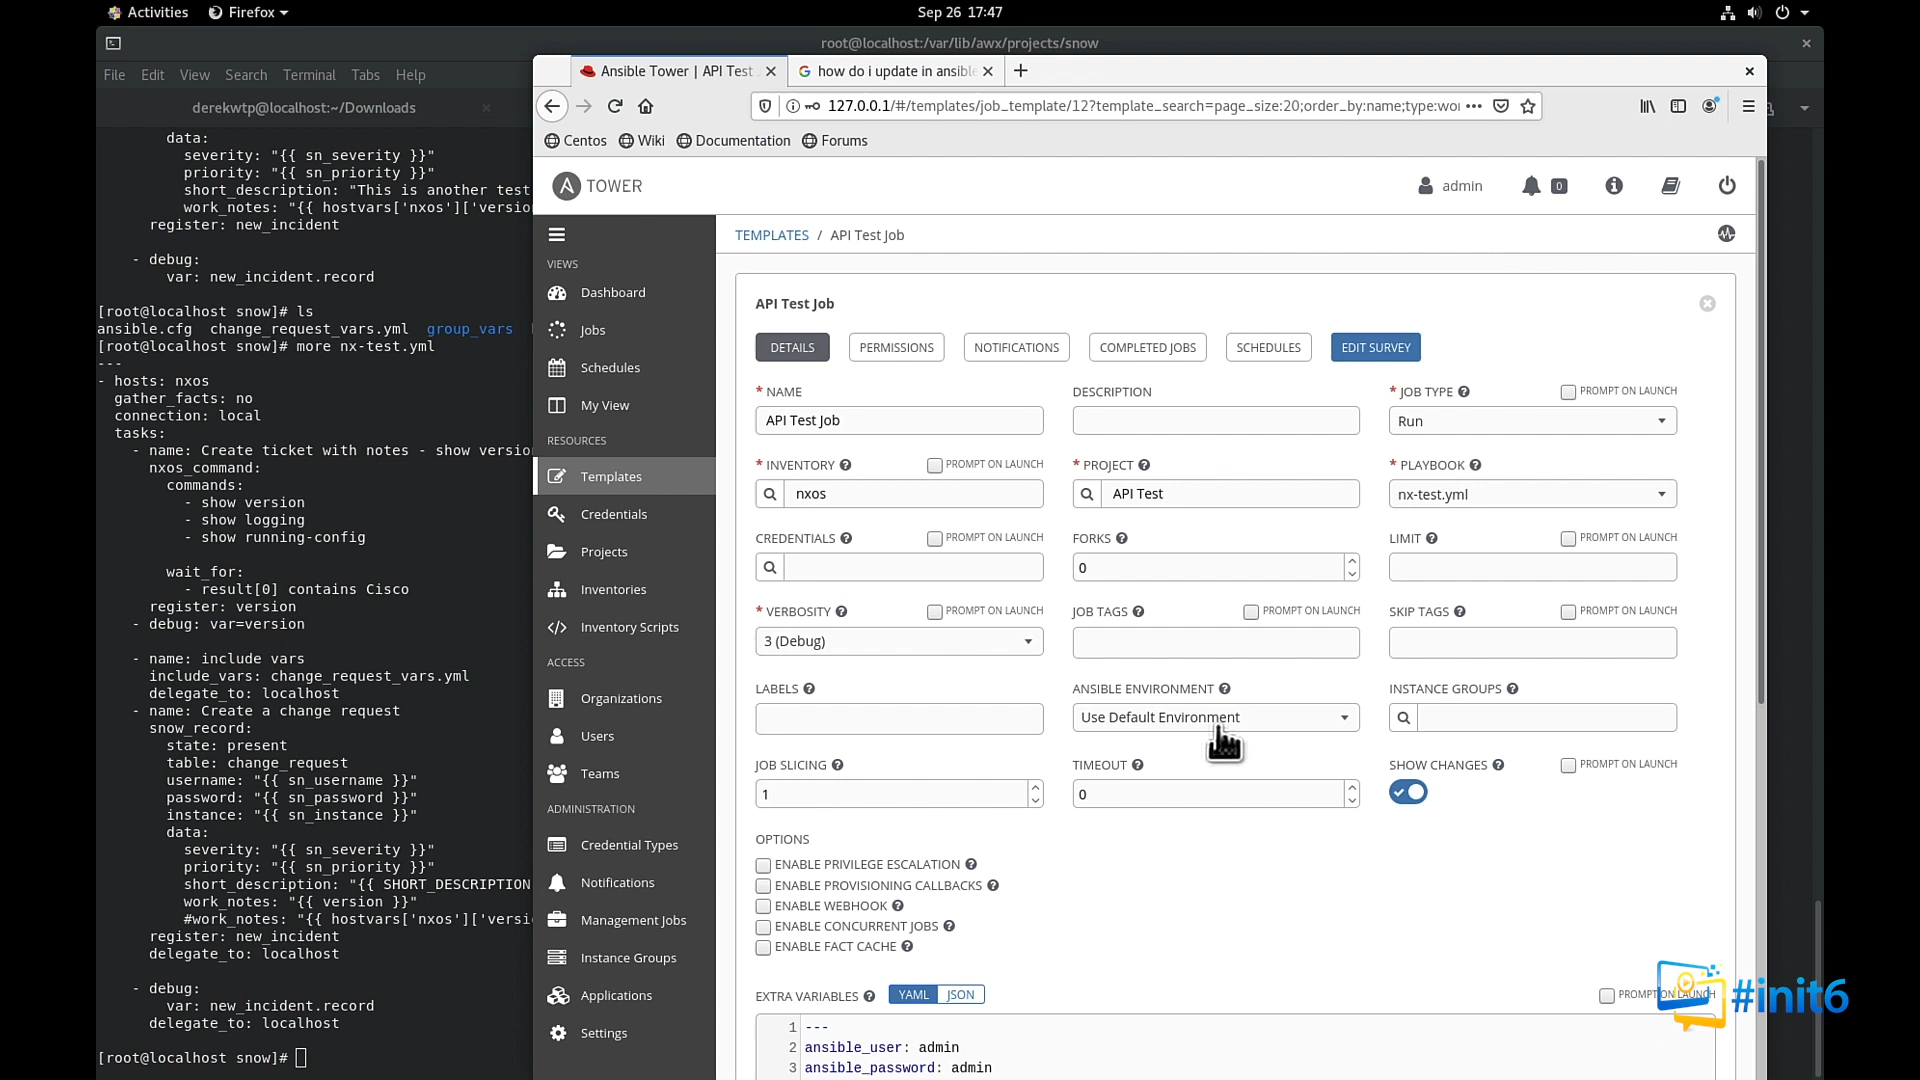 Activities
Firefox
Sep 26 17:47
root@localhost:/var/lib/awx/projects/snow
File Edit View Search Terminal Tabs Help
derekwtp@localhost:~/Downloads
data:
severity: "{{ sn_severity }}"
priority: "{{ sn_priority }}"
short_description: "This is another test
work_notes: "{{ hostvars['nxos']['versio
register: new_incident
- debug:
var: new_incident.record
[root@localhost snow]# ls
ansible.cfg change_request_vars.yml group_vars
[root@localhost snow]# more nx-test.yml
---
- hosts: nxos
gather_facts: no
connection: local
tasks:
- name: Create ticket with notes - show versio
nxos_command:
commands:
- show version
- show logging
- show running-config
wait_for:
- result[0] contains Cisco
register: version
- debug: var=version
- name: include vars
include_vars: change_request_vars.yml
delegate_to: localhost
- name: Create a change request
snow_record:
state: present
table: change_request
username: "{{ sn_username }}"
password: "{{ sn_password }}"
instance: "{{ sn_instance }}"
data:
severity: "{{ sn_severity }}"
priority: "{{ sn_priority }}"
short_description: "{{ SHORT_DESCRIPTION
work_notes: "{{ version }}"
#work_notes: "{{ hostvars['nxos']['versi
register: new_incident
delegate_to: localhost
- debug:
var: new_incident.record
delegate_to: localhost
[root@localhost snow]#
Ansible Tower | API Test
how do i update in ansible
127.0.0.1/#/templates/job_template/12?template_search=page_size:20;order_by:name;type:wo
Centos Wiki Documentation Forums
A TOWER
admin
0
VIEWS
Dashboard
Jobs
Schedules
My View
RESOURCES
Templates
Credentials
Projects
Inventories
Inventory Scripts
ACCESS
Organizations
Users
Teams
ADMINISTRATION
Credential Types
Notifications
Management Jobs
Instance Groups
Applications
Settings
TEMPLATES / API Test Job
API Test Job
DETAILS PERMISSIONS NOTIFICATIONS COMPLETED JOBS SCHEDULES EDIT SURVEY
* NAME DESCRIPTION * JOB TYPE PROMPT ON LAUNCH
API Test Job Run
* INVENTORY PROMPT ON LAUNCH * PROJECT * PLAYBOOK
nxos API Test nx-test.yml
CREDENTIALS PROMPT ON LAUNCH FORKS LIMIT PROMPT ON LAUNCH
0
* VERBOSITY PROMPT ON LAUNCH JOB TAGS PROMPT ON LAUNCH SKIP TAGS PROMPT ON LAUNCH
3 (Debug)
LABELS ANSIBLE ENVIRONMENT INSTANCE GROUPS
Use Default Environment
JOB SLICING TIMEOUT SHOW CHANGES PROMPT ON LAUNCH
1 0
OPTIONS
ENABLE PRIVILEGE ESCALATION
ENABLE PROVISIONING CALLBACKS
ENABLE WEBHOOK
ENABLE CONCURRENT JOBS
ENABLE FACT CACHE
EXTRA VARIABLES YAML JSON PROMPT ON LAUNCH
1 ---
2 ansible_user: admin
3 ansible_password: admin
#init6